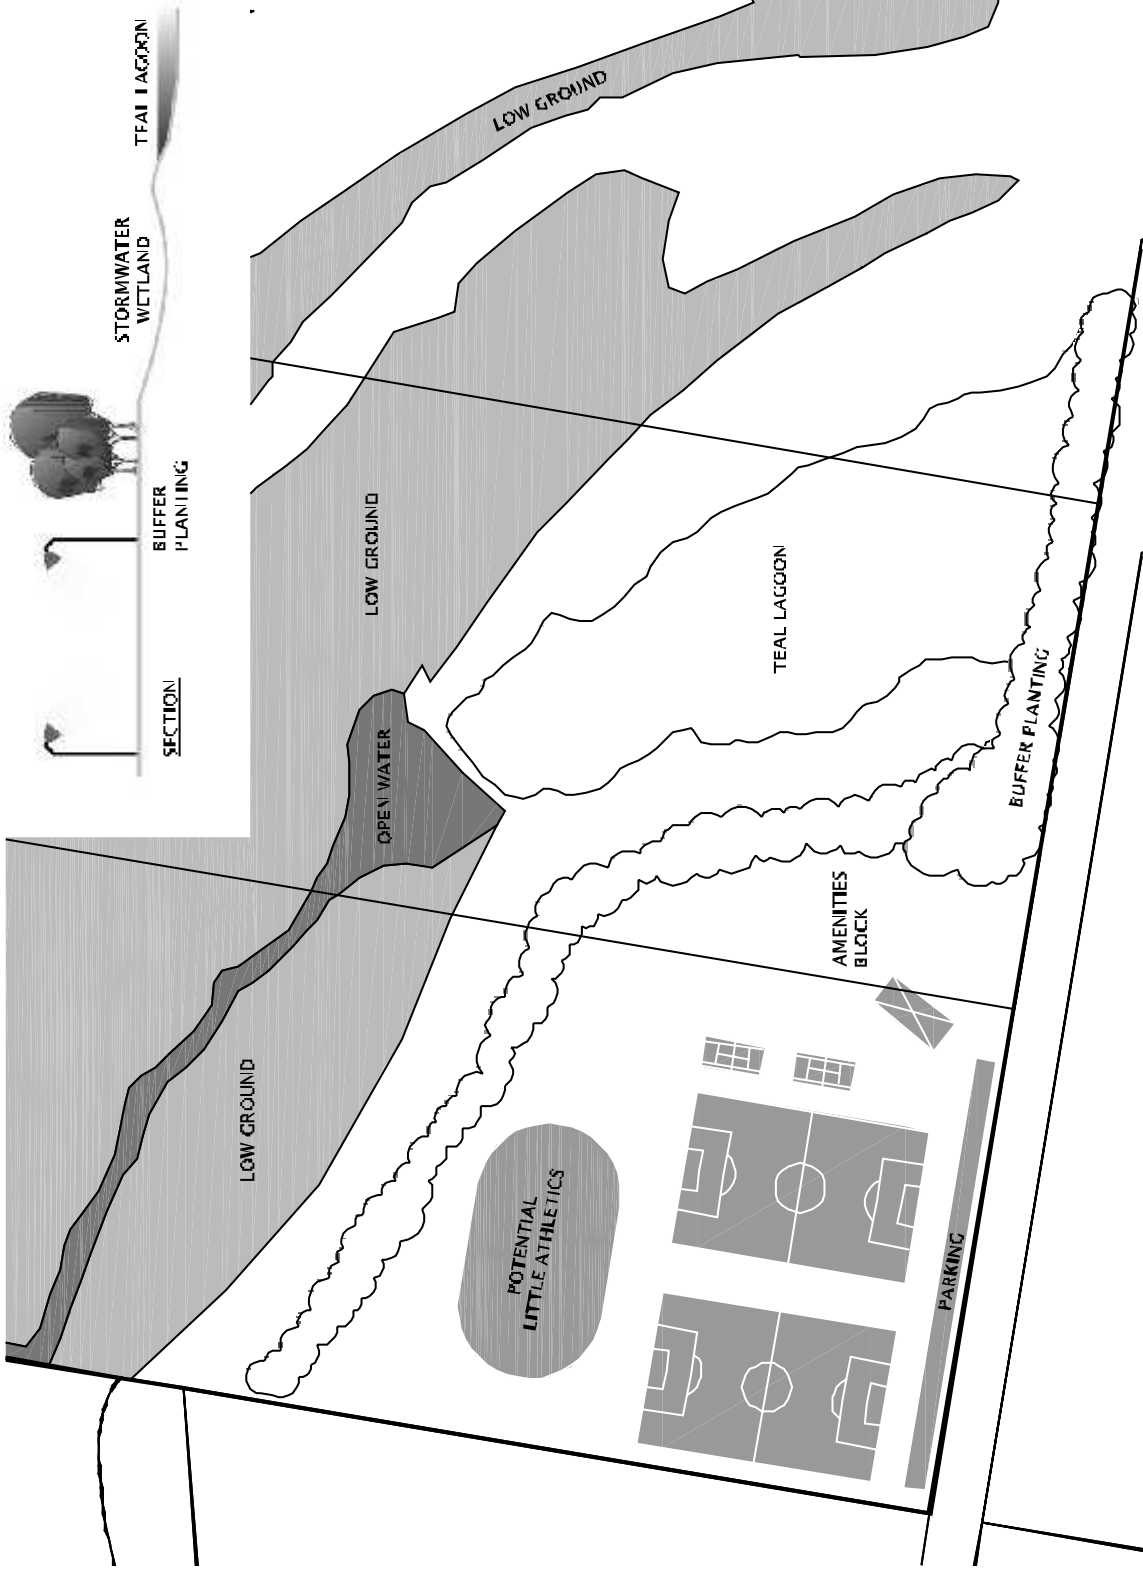 TEAL LAGOON
STORMWATER
WETLAND
BUFFER
PLANTING
SECTION
LOW GROUND
LOW GROUND
OPEN WATER
LOW GROUND
TEAL LAGOON
BUFFER PLANTING
AMENITIES
BLOCK
POTENTIAL
LITTLE ATHLETICS
PARKING